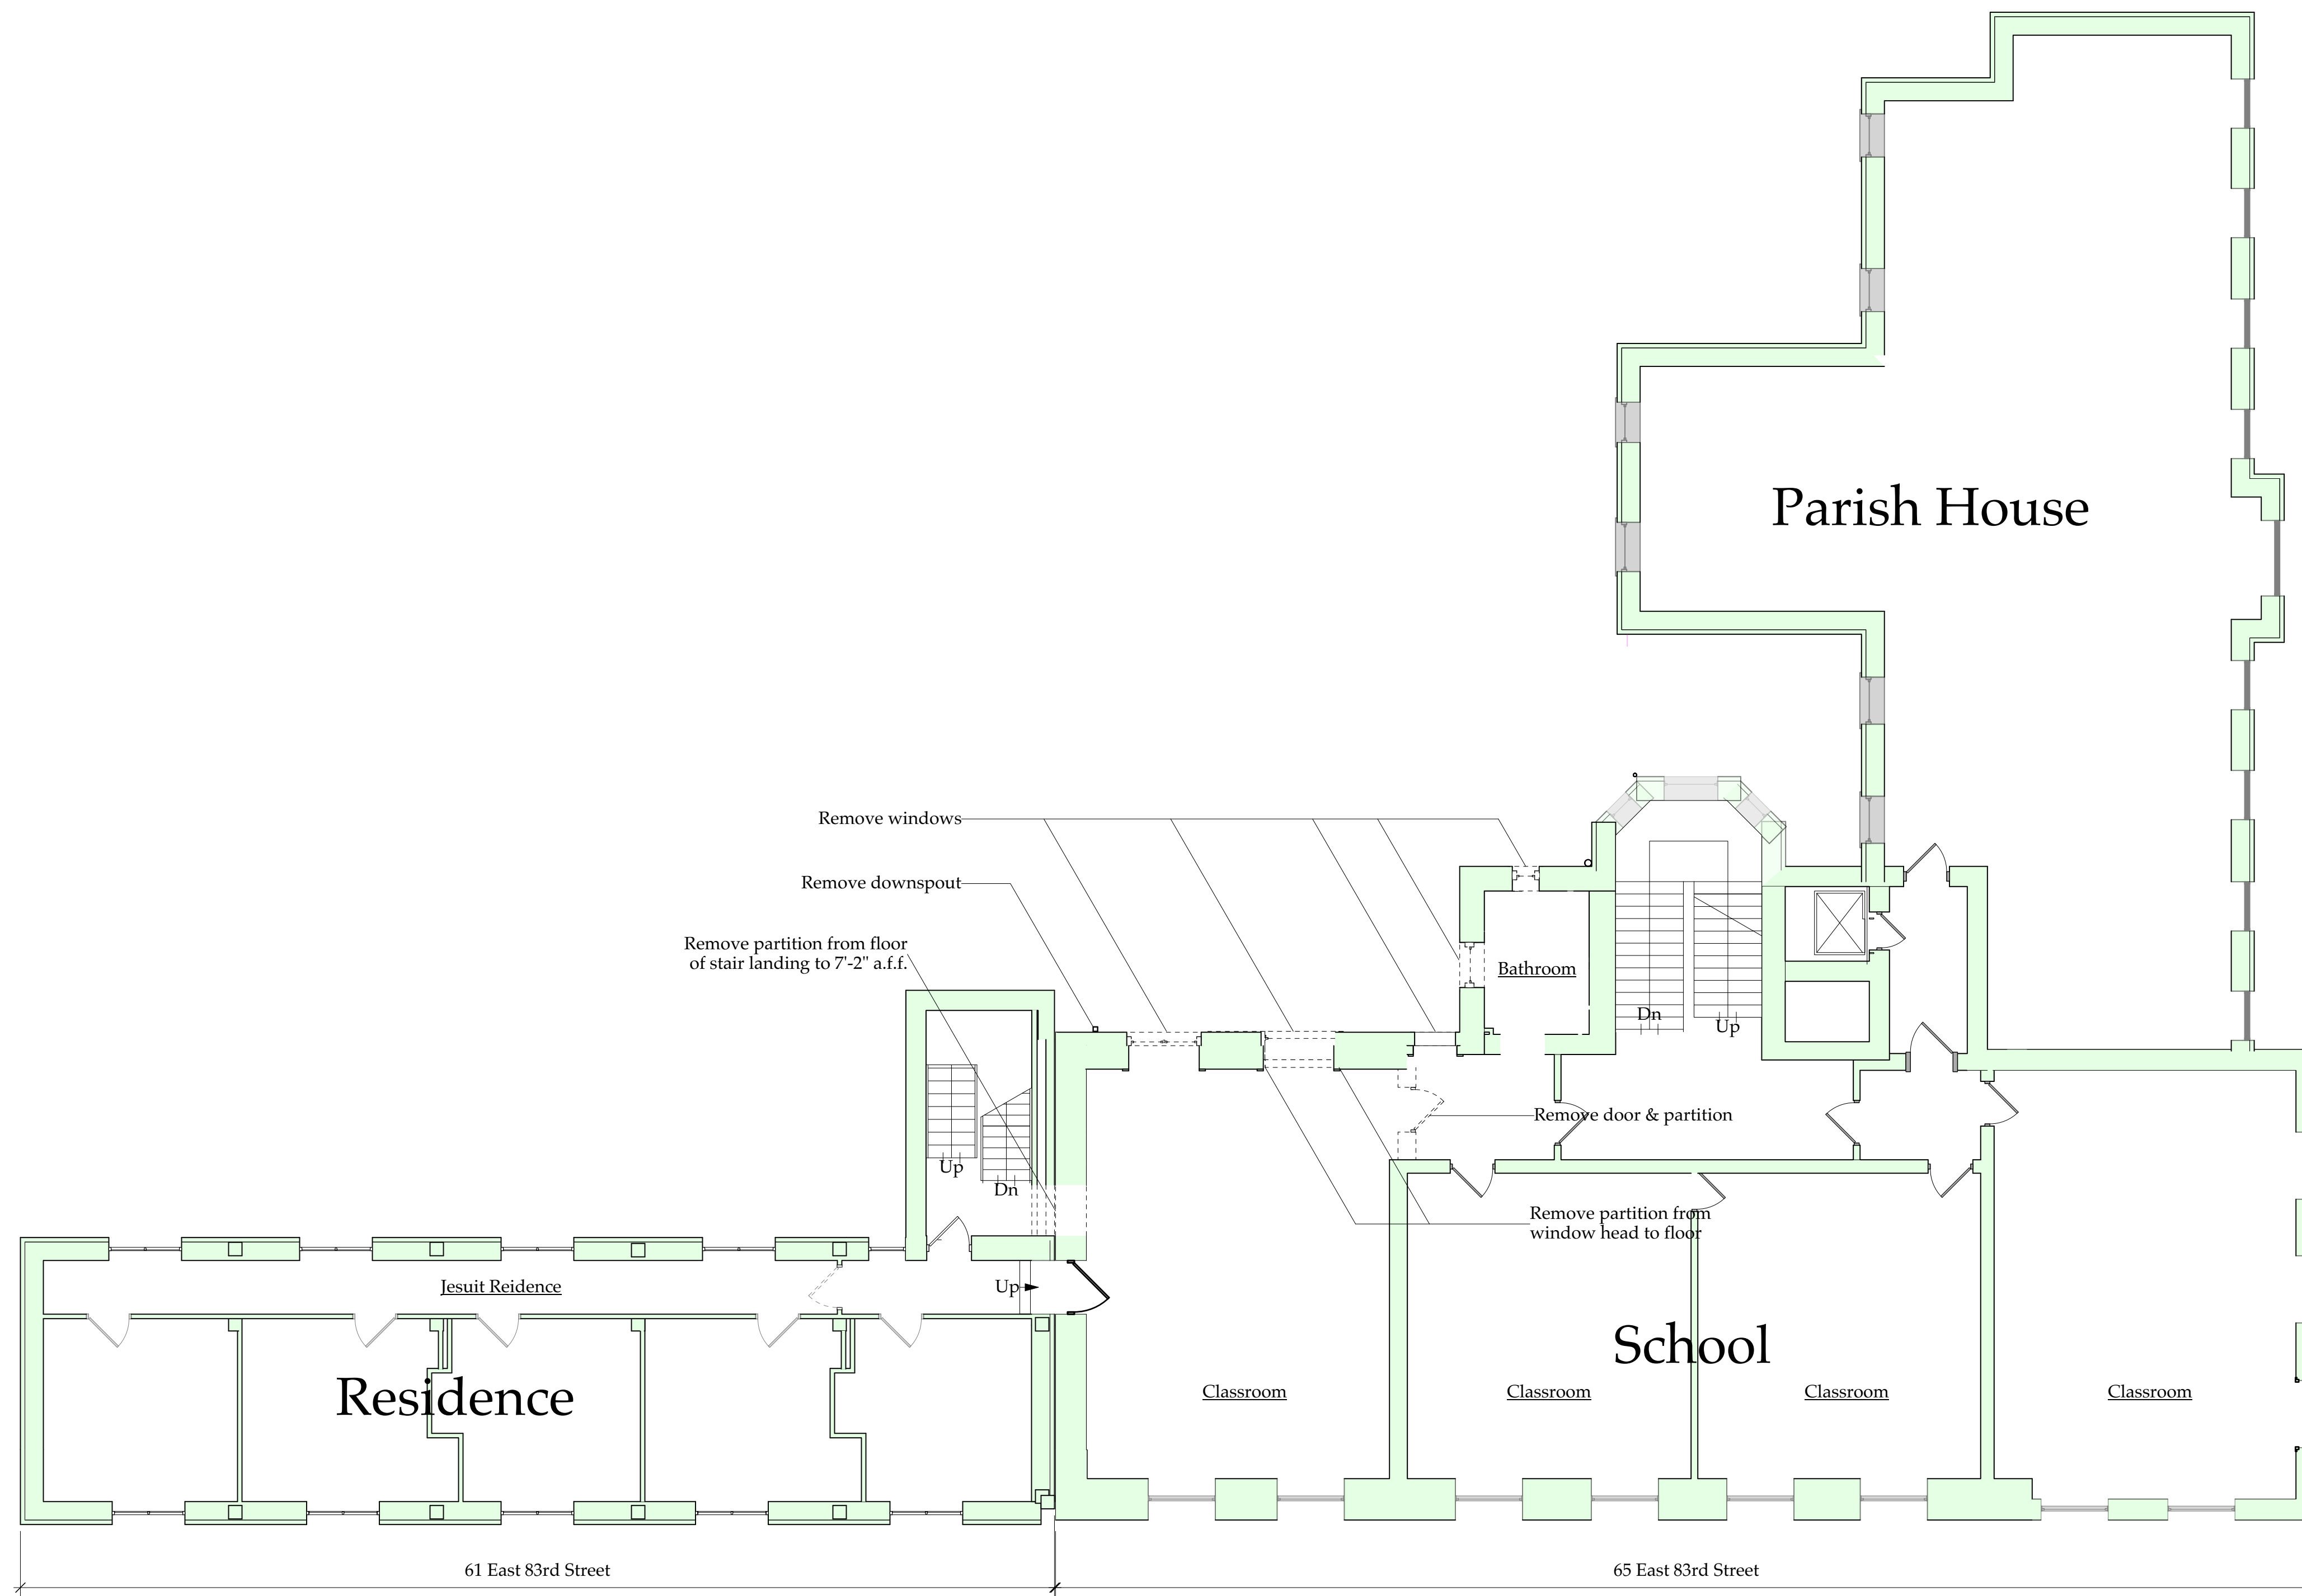 Parish House
Remove windows
Remove downspout
Remove partition from floor
of stair landing to 7'-2" a.f.f.
Bathroom
Dn
Up
Remove door & partition
Up
Dn
Remove partition from
window head to floor
Jesuit Reidence
Up
School
Residence
Classroom
Classroom
Classroom
Classroom
61 East 83rd Street
65 East 83rd Street